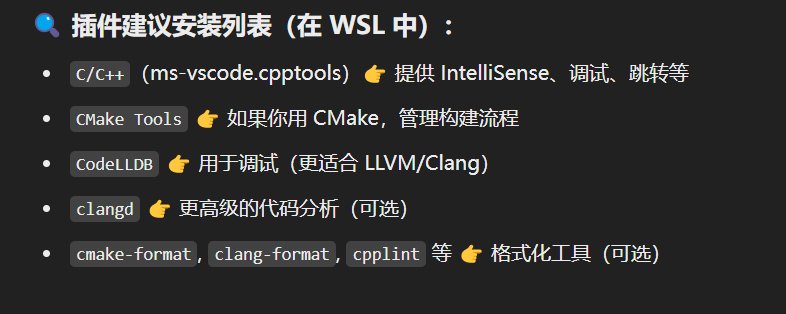 🔍 插件建议安装列表（在 WSL 中）:
• C/C++（ms-vscode.cpptools）👉 提供 IntelliSense、调试、跳转等
• CMake Tools 👉 如果你用 CMake，管理构建流程
• CodeLLDB 👉 用于调试（更适合 LLVM/Clang）
• clangd 👉 更高级的代码分析（可选）
• cmake-format, clang-format, cpplint 等 👉 格式化工具（可选）